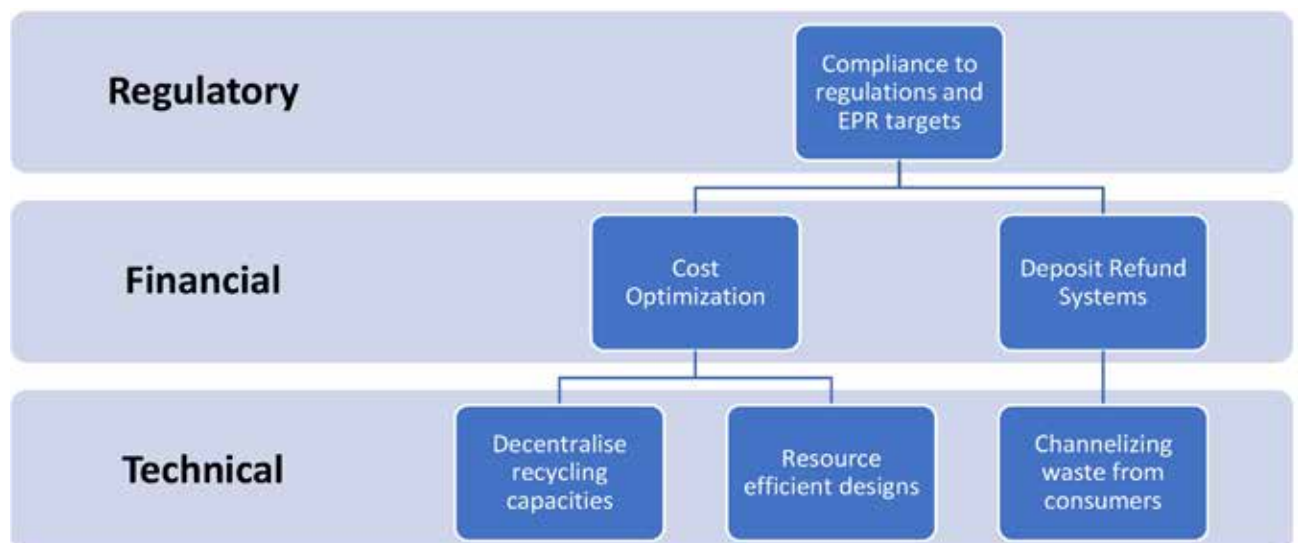 Regulatory
Compliance to
regulations and
EPR targets
Financial
Cost
Optimization
Deposit Refund
Systems
Technical
Decentralise
recycling
capacities
Resource
efficient designs
Channelizing
waste from
consumers